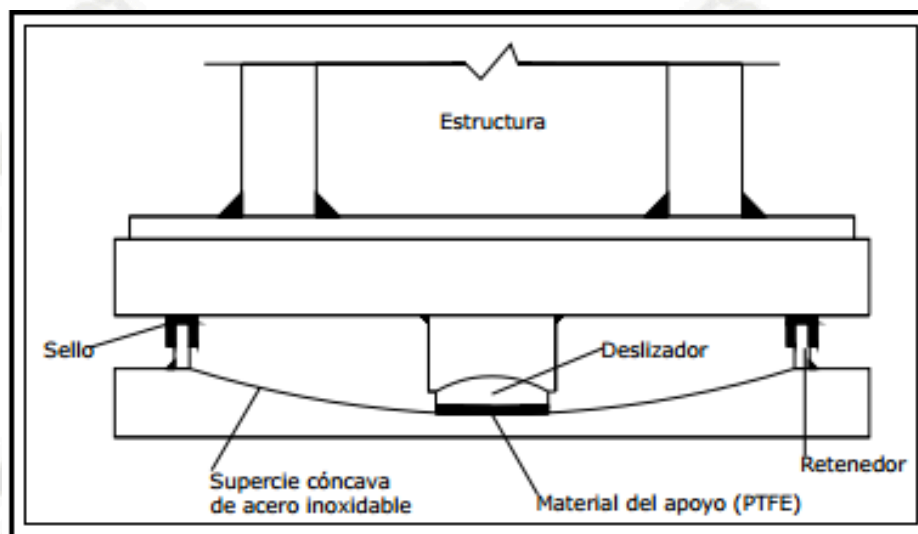 Estructura
Sello
Deslizador
Retenedor
Supercie cóncava
de acero inoxidable
Material del apoyo (PTFE)